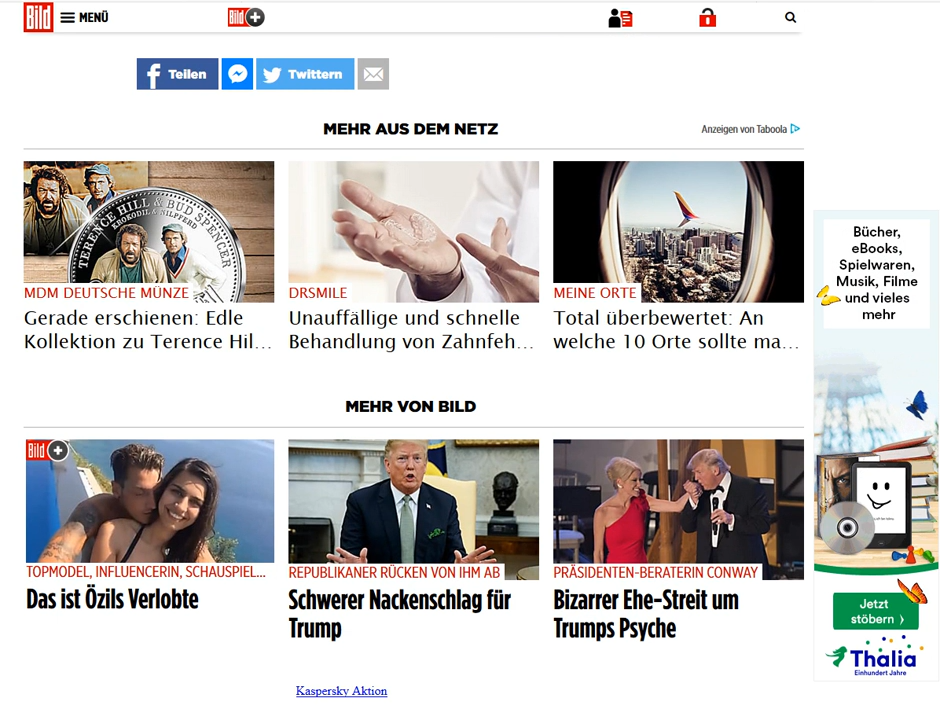 Bild MENÜ Bild+
Teilen Twittern
MEHR AUS DEM NETZ
Anzeigen von Taboola
TERENCE HILL & BUD SPENCER
KROKODIL & NILPFERD
MDM DEUTSCHE MÜNZE
Gerade erschienen: Edle
Kollektion zu Terence Hil...
DRSMILE
Unauffällige und schnelle
Behandlung von Zahnfeh...
MEINE ORTE
Total überbewertet: An
welche 10 Orte sollte ma...
MEHR VON BILD
Bild+
TOPMODEL, INFLUENCERIN, SCHAUSPIEL...
Das ist Özils Verlobte
REPUBLIKANER RÜCKEN VON IHM AB
Schwerer Nackenschlag für
Trump
PRÄSIDENTEN-BERATERIN CONWAY
Bizarrer Ehe-Streit um
Trumps Psyche
Kaspersky Aktion
Bücher,
eBooks,
Spielwaren,
Musik, Filme
und vieles
mehr
Jetzt
stöbern
Thalia
Einhundert Jahre